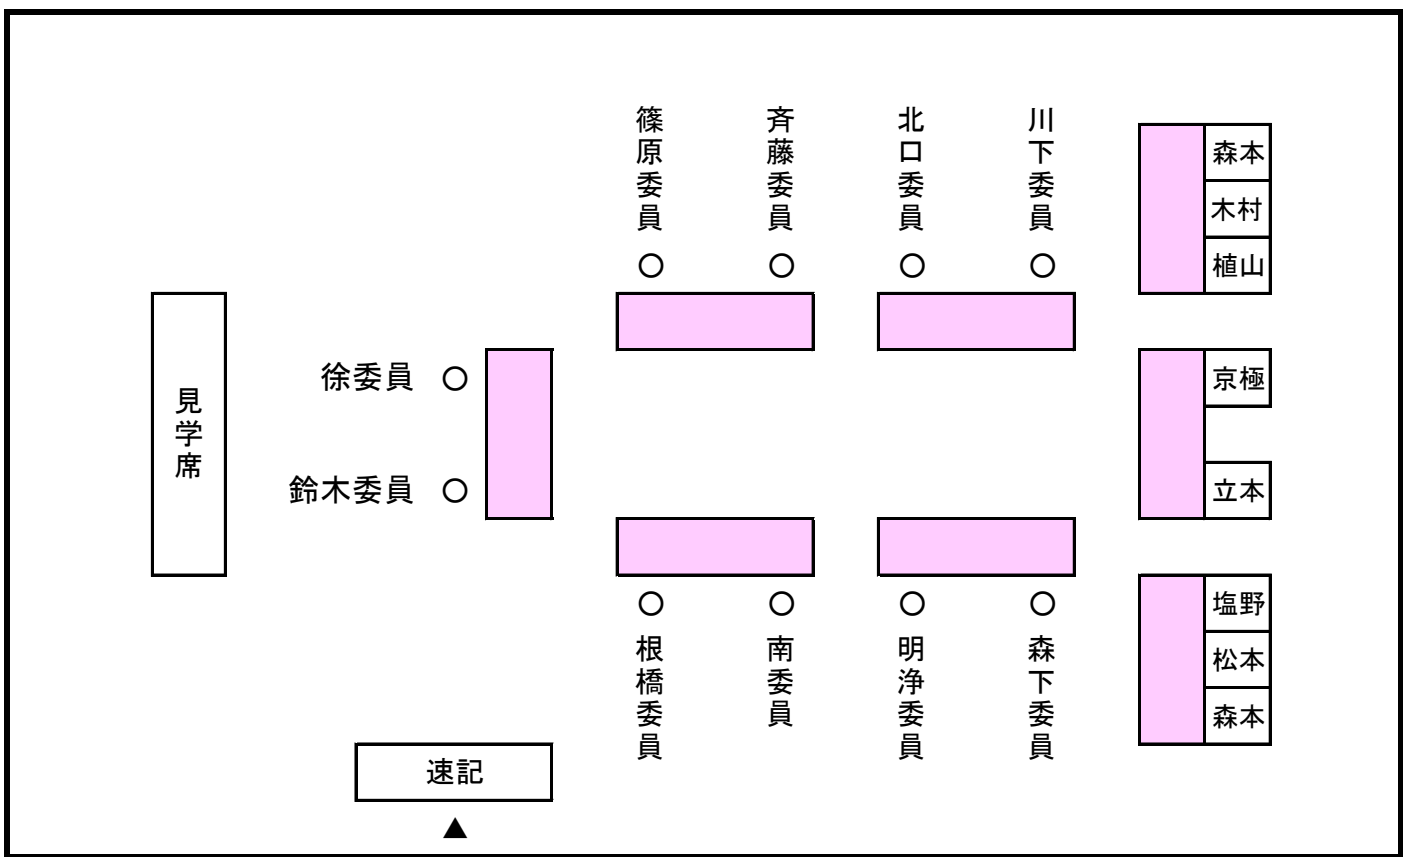 篠原委員
斉藤委員
北口委員
川下委員
森本
木村
植山
見学席
徐委員
鈴木委員
京極
立本
塩野
松本
森本
根橋委員
南委員
明浄委員
森下委員
速記